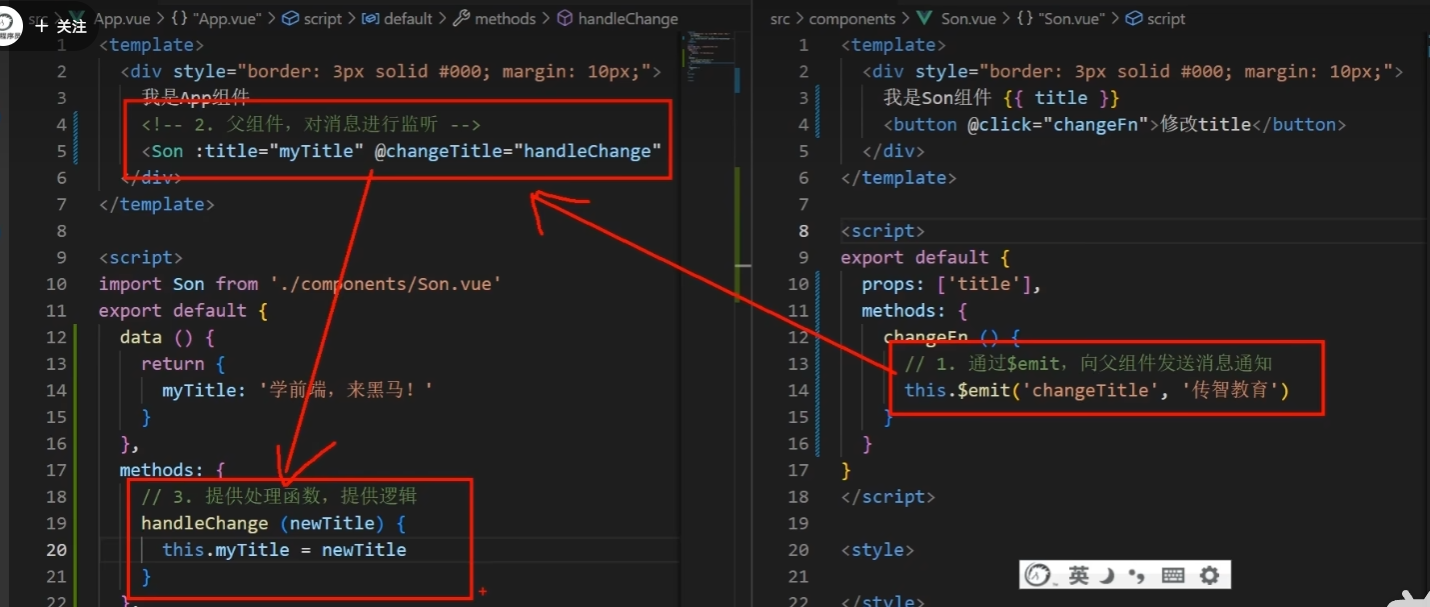 src > App.vue > {} "App.vue" > script > default > methods > handleChange
+ 关注
程序员
1 <template>
2 <div style="border: 3px solid #000; margin: 10px;">
3 我是App组件
4 <!-- 2. 父组件，对消息进行监听 -->
5 <Son :title="myTitle" @changeTitle="handleChange"
6 </div>
7 </template>
8
9 <script>
10 import Son from './components/Son.vue'
11 export default {
12 data () {
13 return {
14 myTitle: '学前端，来黑马！'
15 }
16 },
17 methods: {
18 // 3. 提供处理函数，提供逻辑
19 handleChange (newTitle) {
20 this.myTitle = newTitle
21 }
22 },
src > components > Son.vue > {} "Son.vue" > script
1 <template>
2 <div style="border: 3px solid #000; margin: 10px;">
3 我是Son组件 {{ title }}
4 <button @click="changeFn">修改title</button>
5 </div>
6 </template>
7
8 <script>
9 export default {
10 props: ['title'],
11 methods: {
12 changeFn () {
13 // 1. 通过$emit，向父组件发送消息通知
14 this.$emit('changeTitle', '传智教育')
15 }
16 }
17 }
18 </script>
19
20 <style>
21
22 </style>
英